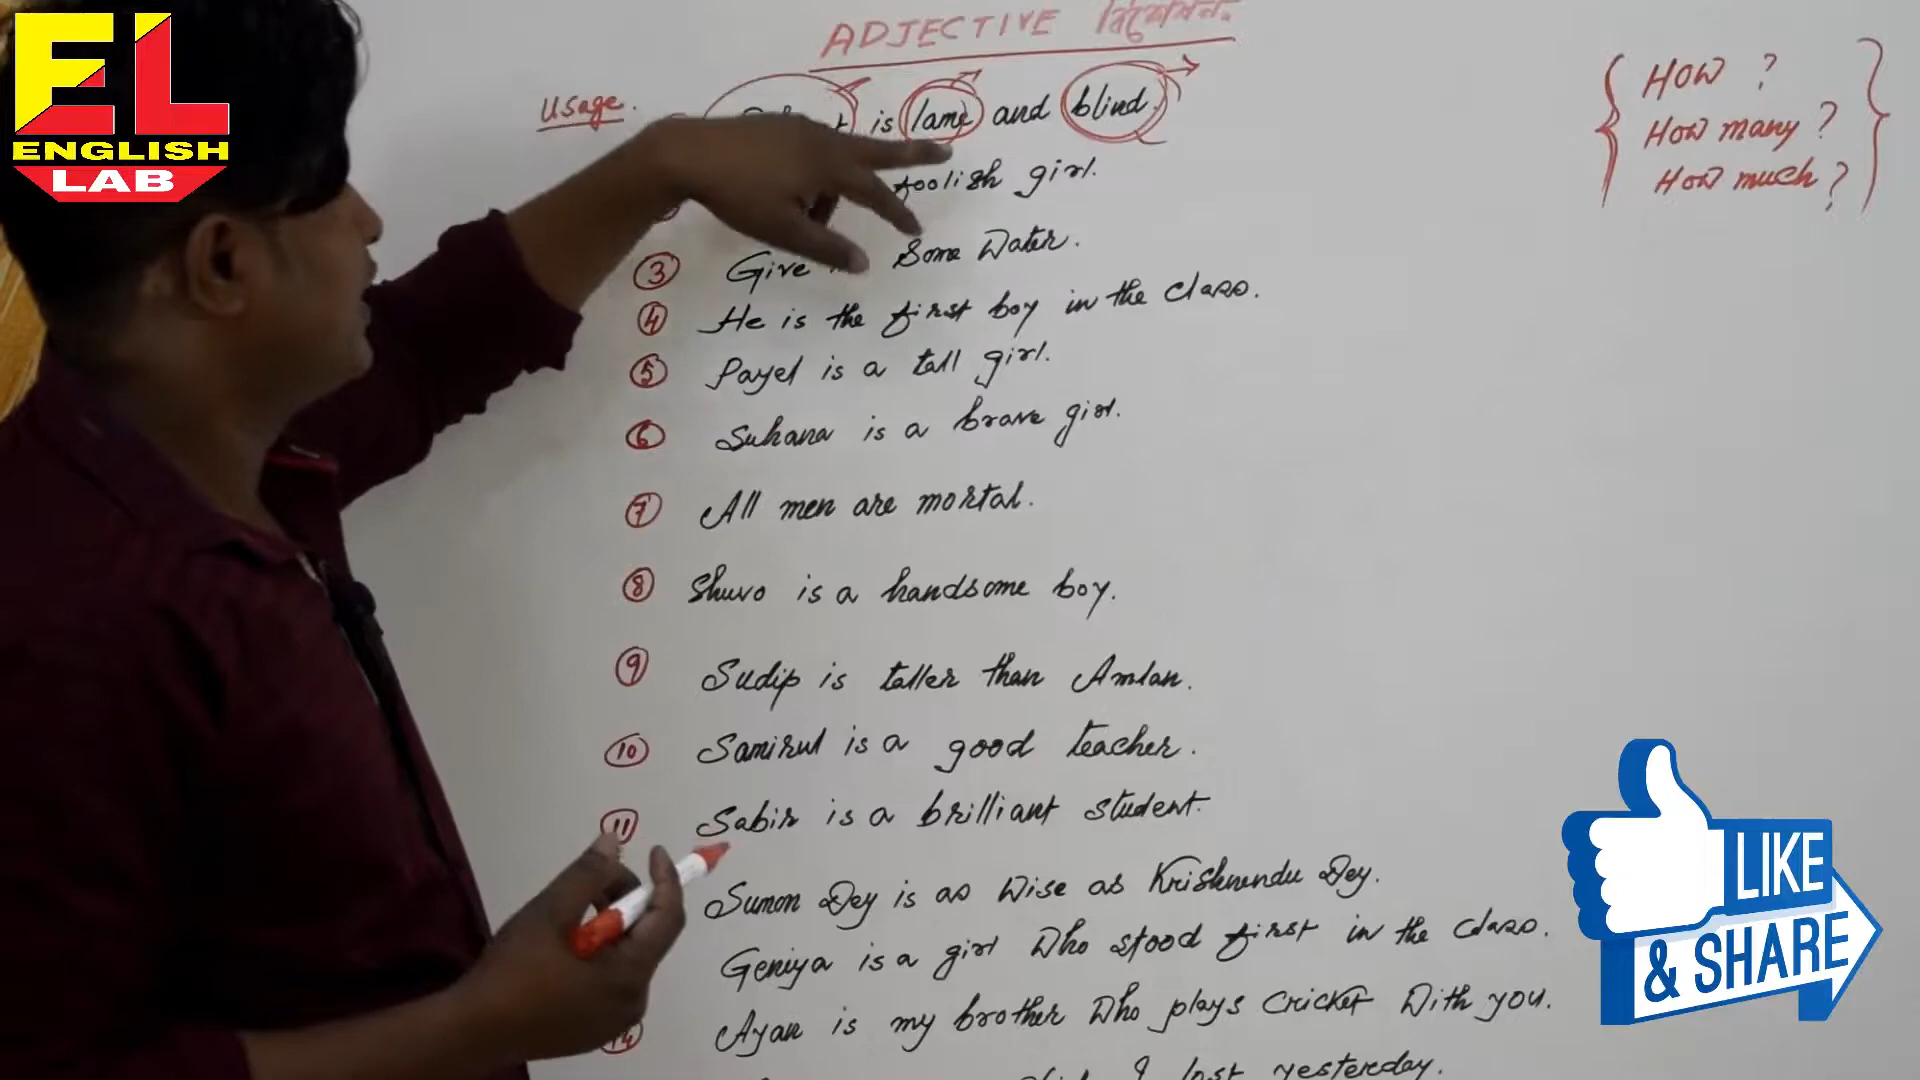 EL
ENGLISH
LAB
ADJECTIVE বিশেষণ
Usage.
is lame and blind.
foolish girl.
3 Give Some Water.
4 He is the first boy in the class.
5 Payel is a tall girl.
6 Suhana is a brave girl.
7 All men are mortal.
8 Shuvo is a handsome boy.
9 Sudip is taller than Amlan.
10 Samirul is a good teacher.
11 Sabir is a brilliant student.
Sumon Dey is as wise as Krishnendu Dey.
Geniya is a girl who stood first in the class.
14 Ayan is my brother who plays cricket with you.
I lost yesterday.
HOW ?
HOW many ?
HOW much ?
LIKE
& SHARE